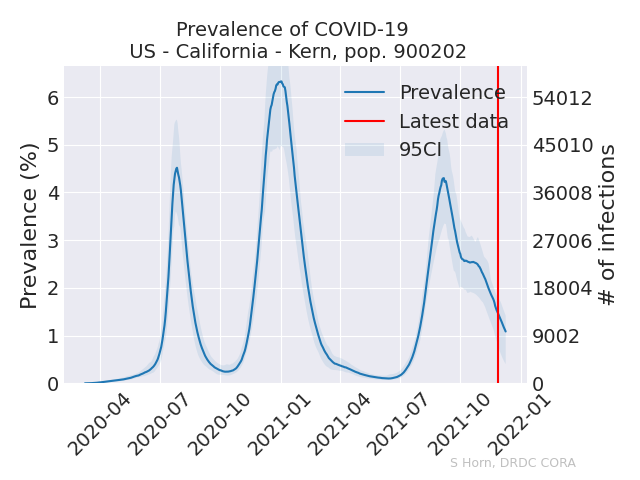 Prevalence of COVID-19
US - California - Kern, pop. 900202
Prevalence
Latest data
95CI
Prevalence (%)
6
5
4
3
2
1
0
54012
45010
36008
27006
18004
9002
0
# of infections
2020-04
2020-07
2020-10
2021-01
2021-04
2021-07
2021-10
2022-01
S Horn, DRDC CORA